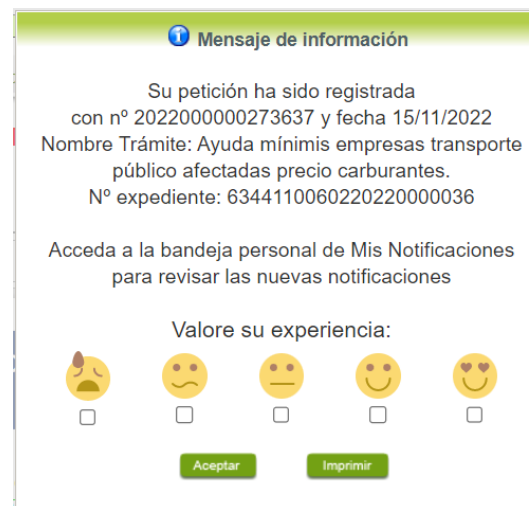 Mensaje de información
Su petición ha sido registrada
con nº 2022000000273637 y fecha 15/11/2022
Nombre Trámite: Ayuda mínimis empresas transporte
público afectadas precio carburantes.
Nº expediente: 6344110060220220000036
Acceda a la bandeja personal de Mis Notificaciones
para revisar las nuevas notificaciones
Valore su experiencia:
Aceptar
Imprimir